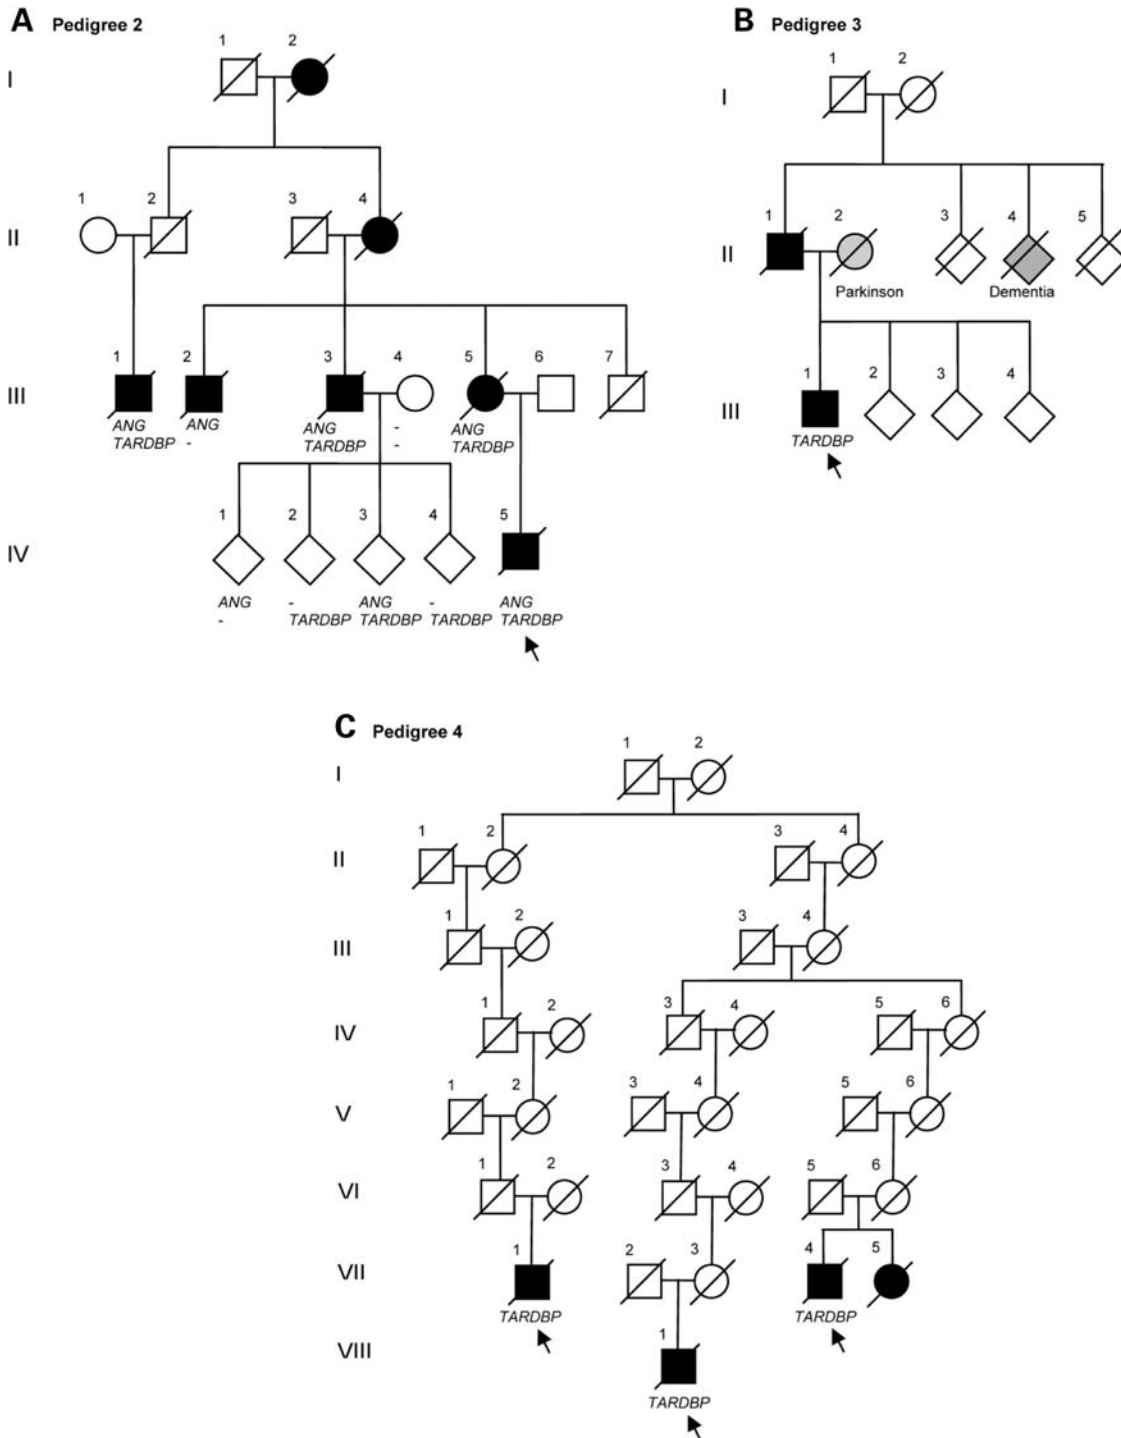 A Pedigree 2
1 2
I
1 2 3 4
II
1 2 3 4 5 6 7
III
ANG ANG ANG - ANG
TARDBP - TARDBP - TARDBP
1 2 3 4 5
IV
ANG - ANG - ANG
- TARDBP TARDBP TARDBP TARDBP
B Pedigree 3
1 2
I
1 2 3 4 5
II
Parkinson Dementia
1 2 3 4
III
TARDBP
C Pedigree 4
1 2
I
1 2 3 4
II
1 2 3 4
III
1 2 3 4 5 6
IV
1 2 3 4 5 6
V
1 2 3 4 5 6
VI
1 2 3 4 5
VII
TARDBP TARDBP
1
VIII
TARDBP